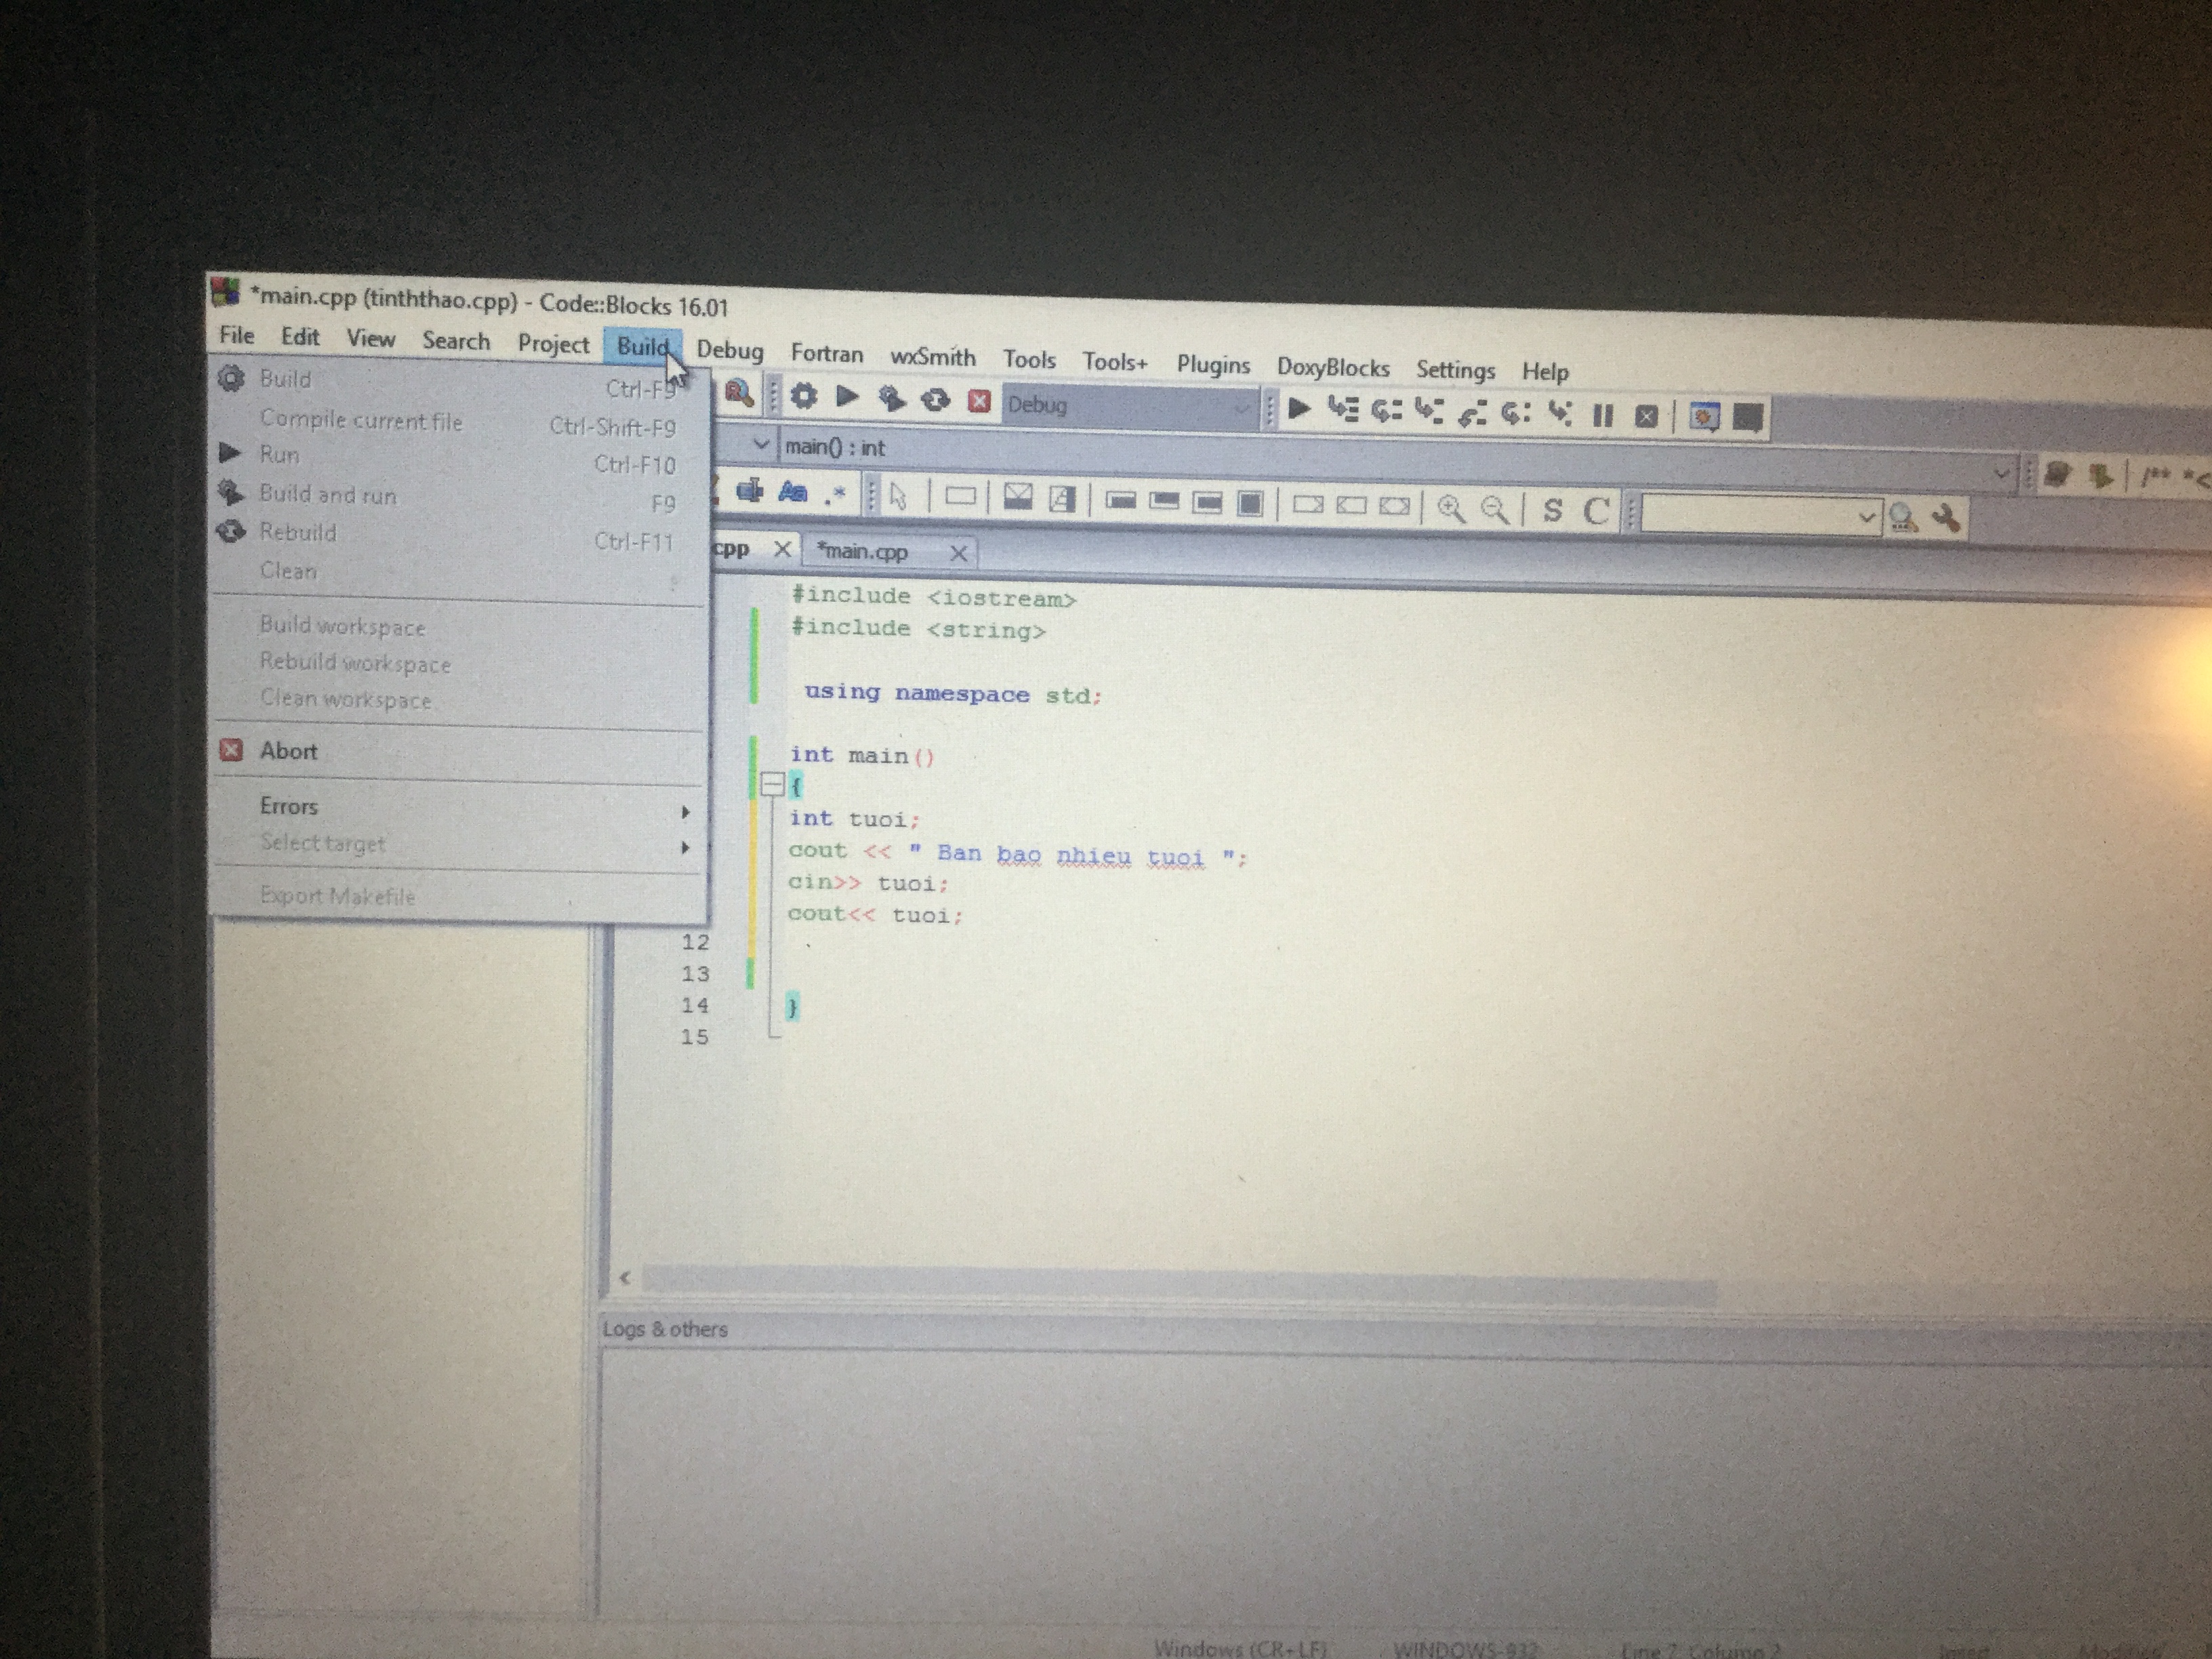 *main.cpp (tinththao.cpp) - Code::Blocks 16.01
File Edit View Search Project Build Debug Fortran wxSmith Tools Tools+ Plugins DoxyBlocks Settings Help
Build Ctrl-F9
Compile current file Ctrl-Shift-F9
Run Ctrl-F10
Build and run F9
Rebuild Ctrl-F11
Clean
Build workspace
Rebuild workspace
Clean workspace
Abort
Errors
Select target
Export Makefile
Debug
main() : int
Aa .* S C
/** *<
cpp *main.cpp
#include <iostream>
#include <string>
using namespace std;
int main()
{
int tuoi;
cout << " Ban bao nhieu tuoi ";
cin>> tuoi;
cout<< tuoi;
12
13
14 }
15
Logs & others
Windows (CR+LF) WINDOWS-932 Line 7, Column 2 Insert Modified